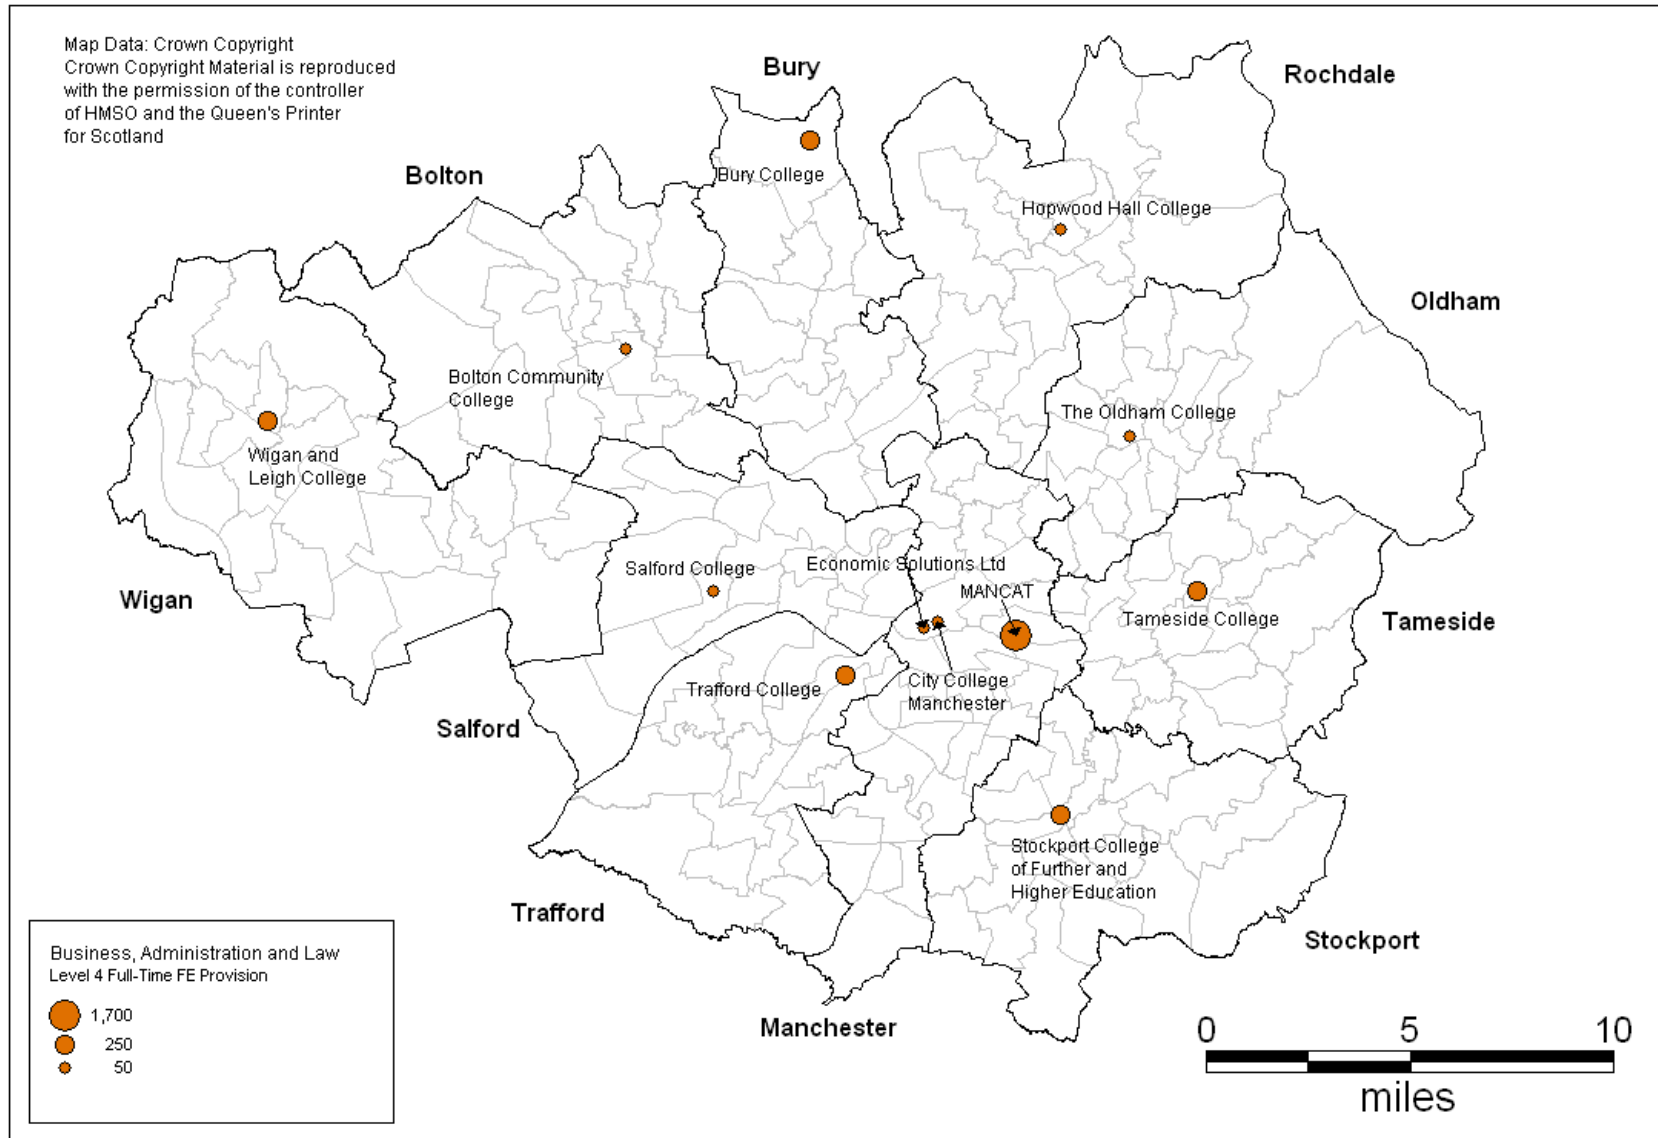 Map Data: Crown Copyright
Crown Copyright Material is reproduced
with the permission of the controller
of HMSO and the Queen's Printer
for Scotland
Bury
Rochdale
Bolton
Bury College
Hopwood Hall College
Oldham
Bolton Community
College
The Oldham College
Wigan and
Leigh College
Economic Solutions Ltd
Salford College
MANCAT
Wigan
Tameside College
Tameside
Trafford College
City College
Manchester
Salford
Stockport College
of Further and
Higher Education
Trafford
Stockport
Manchester
Business, Administration and Law
Level 4 Full-Time FE Provision
1,700
250
50
0 5 10
miles